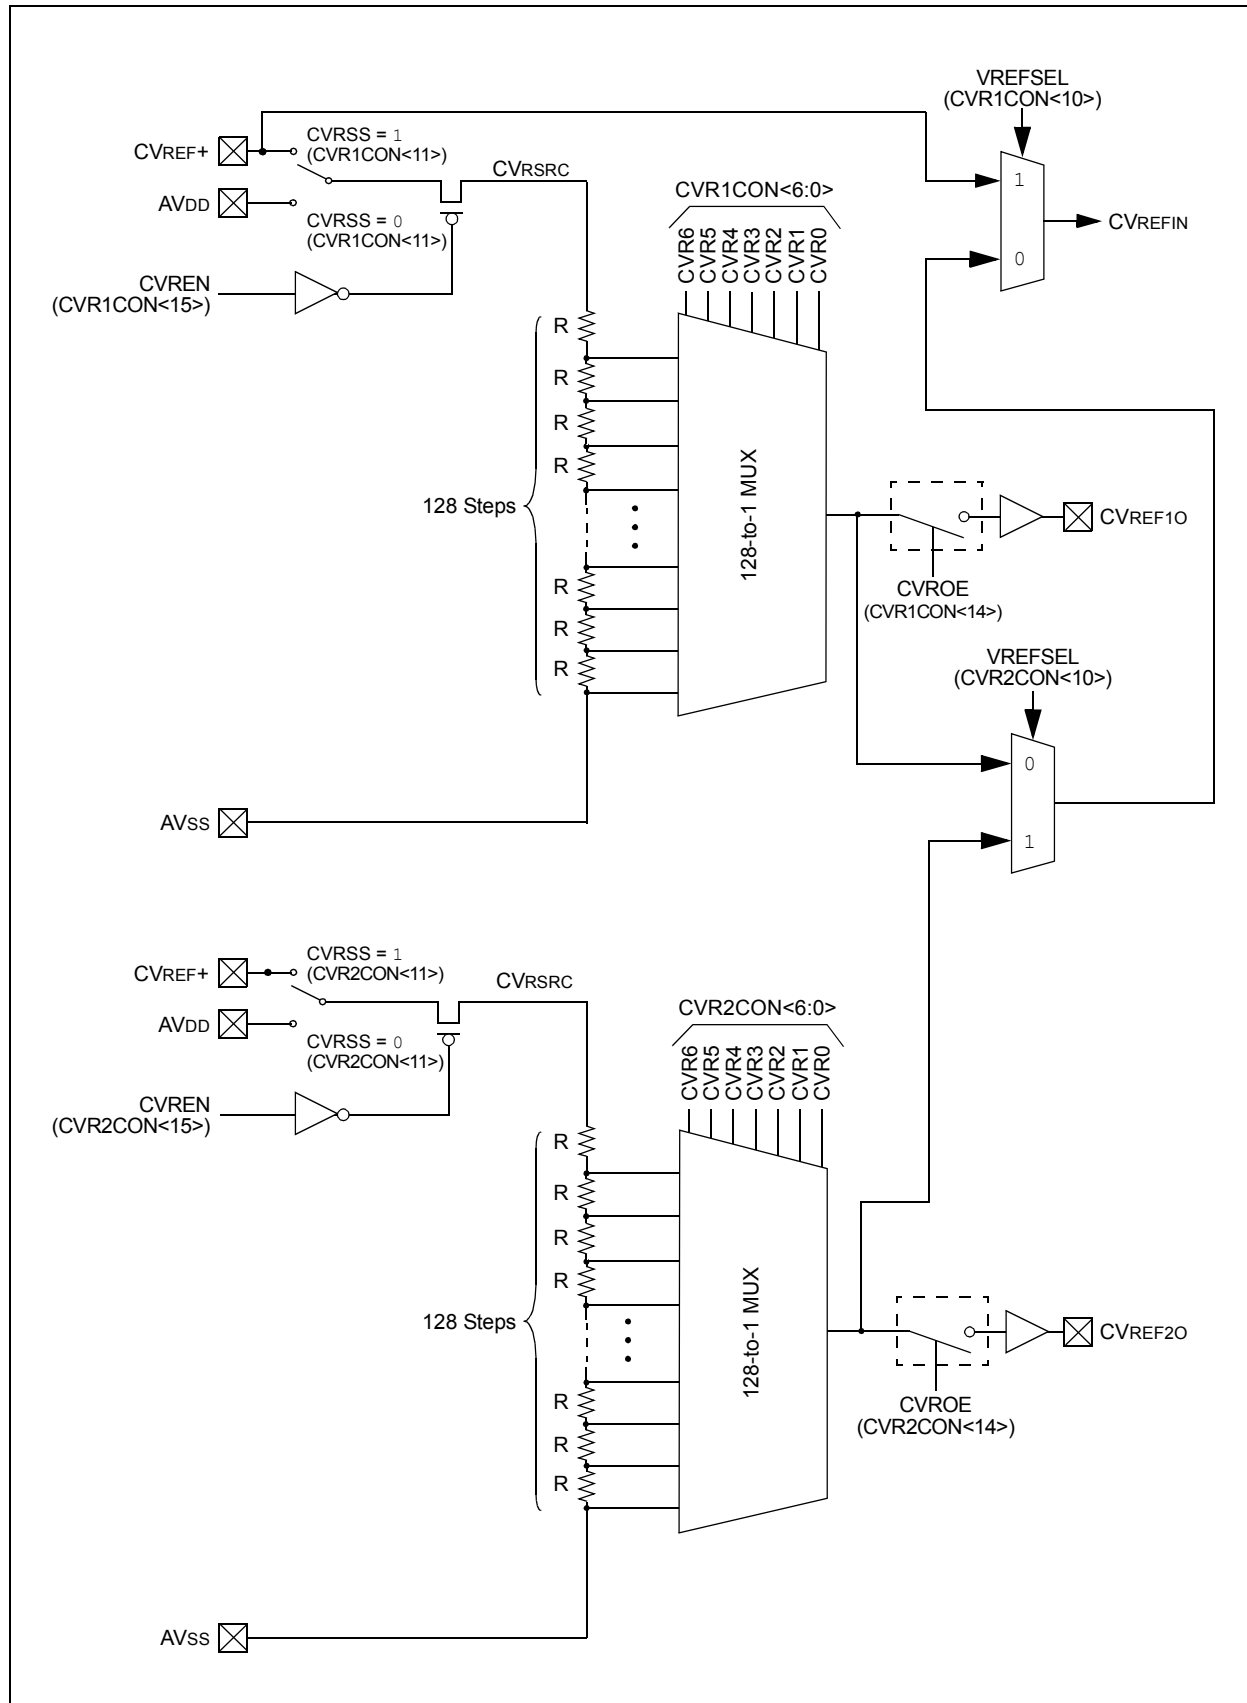 VREFSEL
(CVR1CON<10>)
CVREF+
CVRSS = 1
(CVR1CON<11>)
CVRSRC
AVDD
CVRSS = 0
(CVR1CON<11>)
CVREN
(CVR1CON<15>)
CVR1CON<6:0>
CVR6
CVR5
CVR4
CVR3
CVR2
CVR1
CVR0
1
0
CVREFIN
R
R
R
R
128 Steps
R
R
R
128-to-1 MUX
CVREF1O
CVROE
(CVR1CON<14>)
VREFSEL
(CVR2CON<10>)
0
1
AVSS
CVREF+
CVRSS = 1
(CVR2CON<11>)
CVRSRC
AVDD
CVRSS = 0
(CVR2CON<11>)
CVREN
(CVR2CON<15>)
CVR2CON<6:0>
CVR6
CVR5
CVR4
CVR3
CVR2
CVR1
CVR0
R
R
R
R
128 Steps
R
R
R
128-to-1 MUX
CVREF2O
CVROE
(CVR2CON<14>)
AVSS